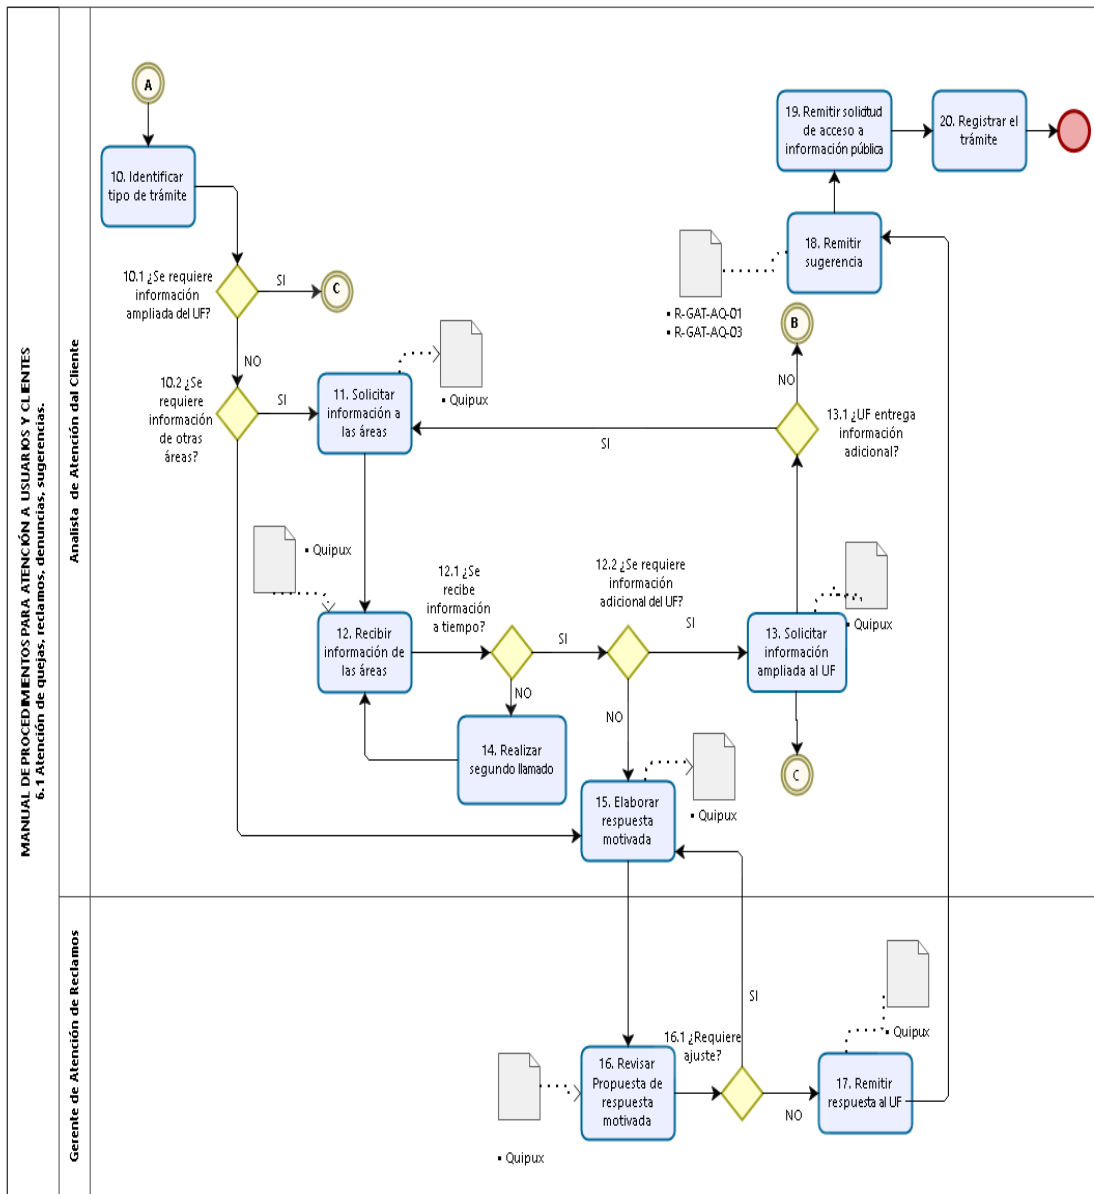 MANUAL DE PROCEDIMIENTOS PARA ATENCIÓN A USUARIOS Y CLIENTES
6.1 Atención de quejas, reclamos, denuncias, sugerencias.
Analista de Atención dal Cliente
A
10. Identificar
tipo de trámite
10.1 ¿Se requiere
información
ampliada del UF?
SI
C
NO
10.2 ¿Se
requiere
información
de otras
áreas?
SI
11. Solicitar
información a
las áreas
▪ Quipux
19. Remitir solicitud
de acceso a
información pública
20. Registrar el
trámite
18. Remitir
sugerencia
▪ R-GAT-AQ-01
▪ R-GAT-AQ-03
B
NO
13.1 ¿UF entrega
información
adicional?
SI
▪ Quipux
12. Recibir
información de
las áreas
12.1 ¿Se
recibe
información
a tiempo?
SI
NO
14. Realizar
segundo llamado
12.2 ¿Se requiere
información
adicional del UF?
SI
NO
13. Solicitar
información
ampliada al UF
▪ Quipux
C
15. Elaborar
respuesta
motivada
▪ Quipux
Gerente de Atención de Reclamos
16. Revisar
Propuesta de
respuesta
motivada
▪ Quipux
16.1 ¿Requiere
ajuste?
SI
NO
17. Remitir
respuesta al UF
▪ Quipux